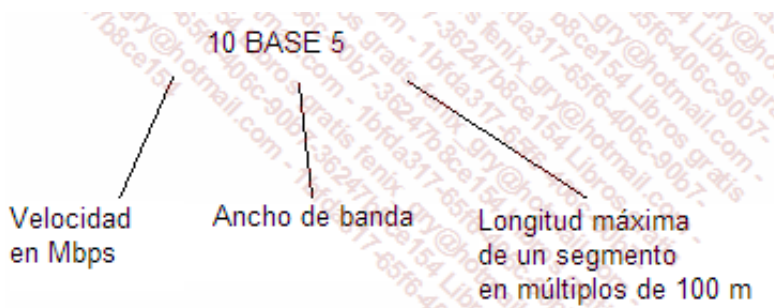 10 BASE 5
Velocidad
en Mbps
Ancho de banda
Longitud máxima
de un segmento
en múltiplos de 100 m